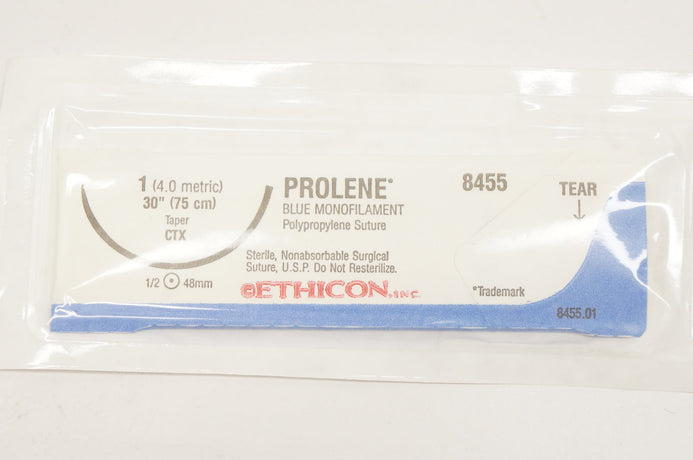 1 (4.0 metric)
30" (75 cm)
Taper
CTX
1/2 48mm
PROLENE*
BLUE MONOFILAMENT
Polypropylene Suture
Sterile, Nonabsorbable Surgical
Suture, U.S.P. Do Not Resterilize.
ETHICON, INC.
8455
TEAR
*Trademark
8455.01